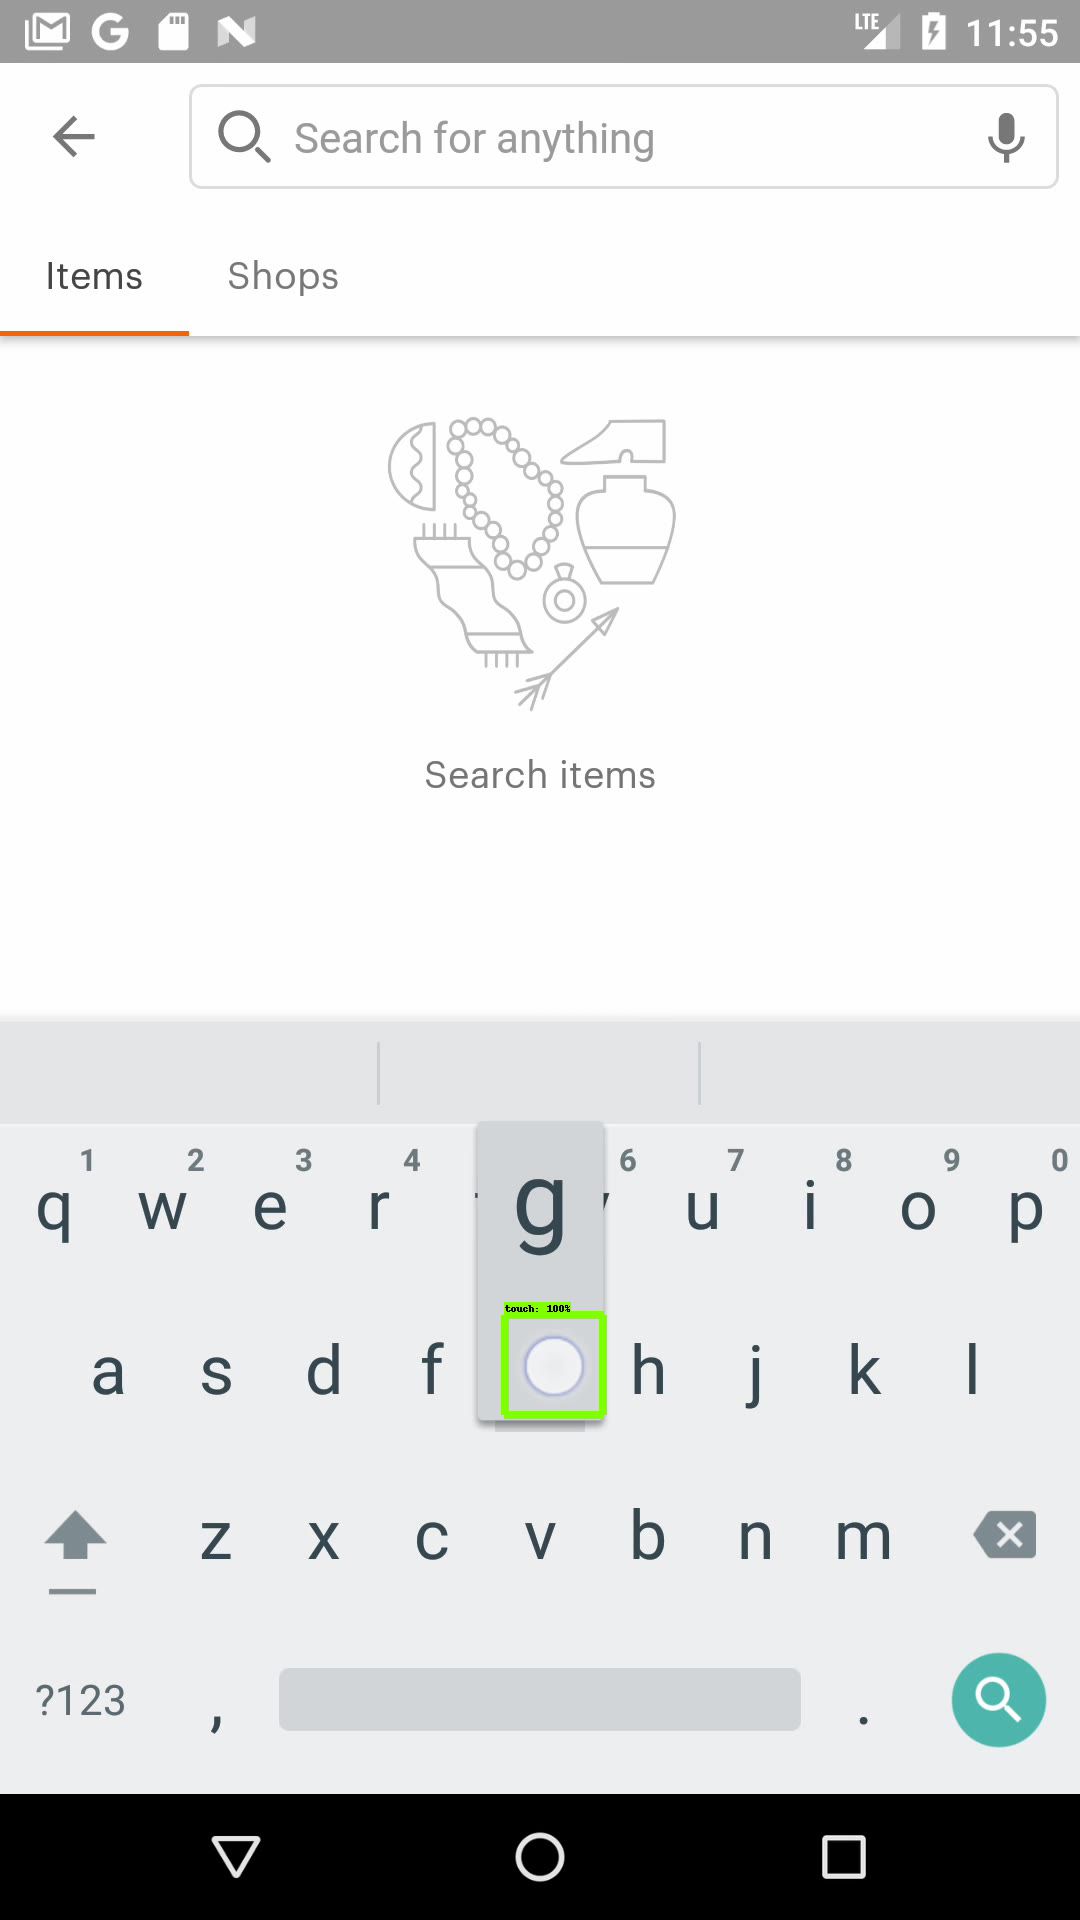 LTE 11:55
Search for anything
Items Shops
Search items
1 2 3 4 6 7 8 9 0
q w e r g u i o p
touch: 100%
a s d f h j k l
z x c v b n m
?123 , .